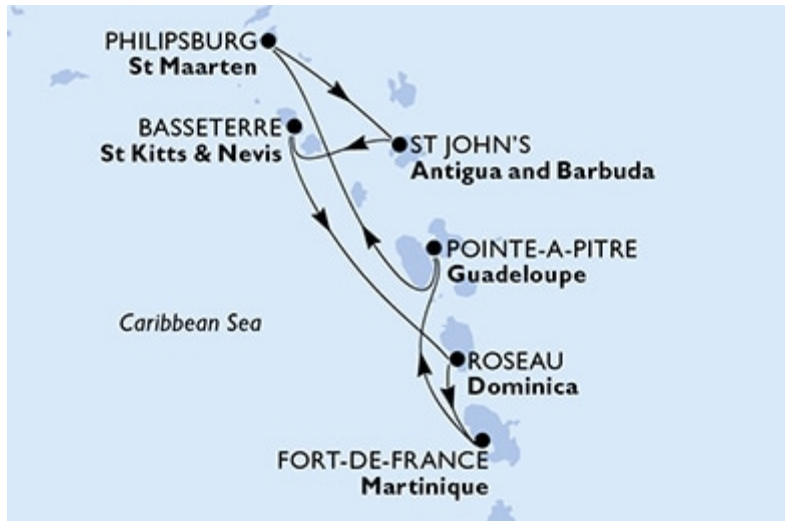 PHILIPSBURG
St Maarten
BASSETERRE
St Kitts & Nevis
ST JOHN'S
Antigua and Barbuda
POINTE-A-PITRE
Guadeloupe
Caribbean Sea
ROSEAU
Dominica
FORT-DE-FRANCE
Martinique